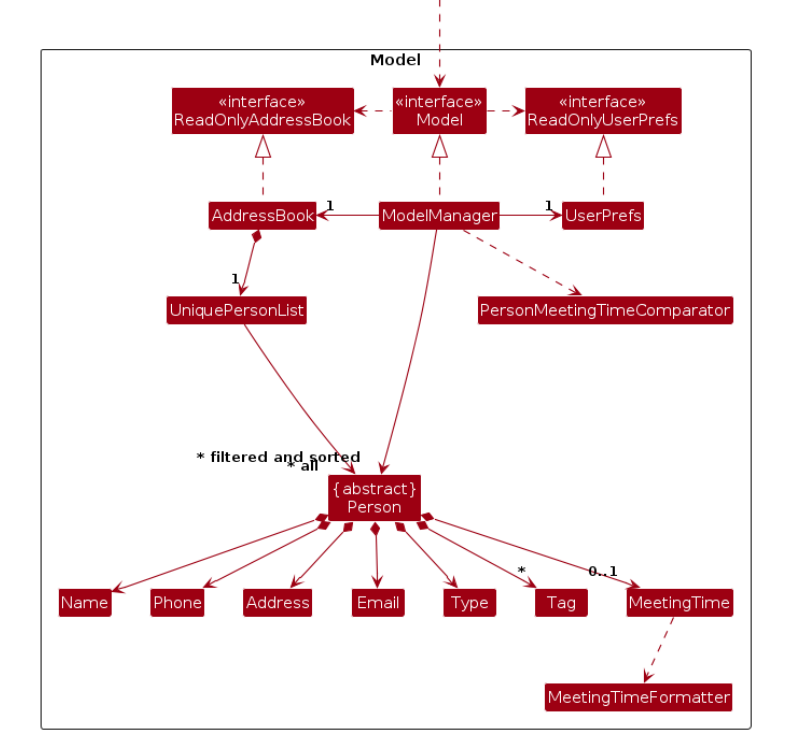 Model
«interface»
ReadOnlyAddressBook
«interface»
Model
«interface»
ReadOnlyUserPrefs
AddressBook
1
ModelManager
1
UserPrefs
1
UniquePersonList
PersonMeetingTimeComparator
* filtered and sorted
* all
{abstract}
Person
*
0..1
Name
Phone
Address
Email
Type
Tag
MeetingTime
MeetingTimeFormatter